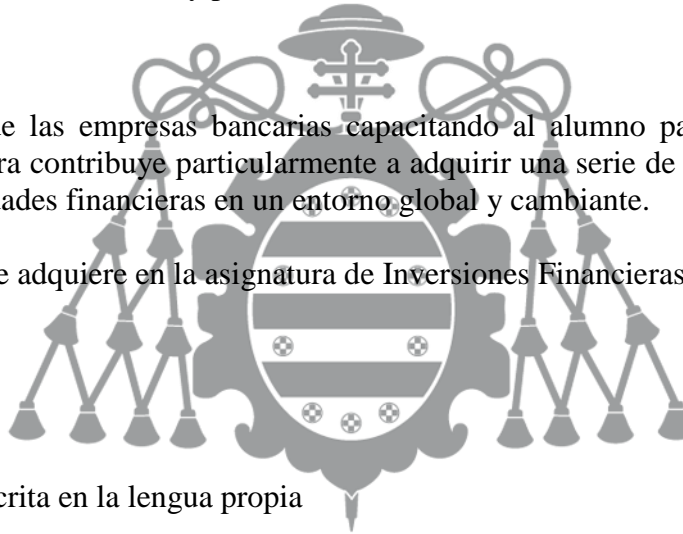 e las empresas bancarias capacitando al alumno pa
ra contribuye particularmente a adquirir una serie de
dades financieras en un entorno global y cambiante.
e adquiere en la asignatura de Inversiones Financieras
crita en la lengua propia